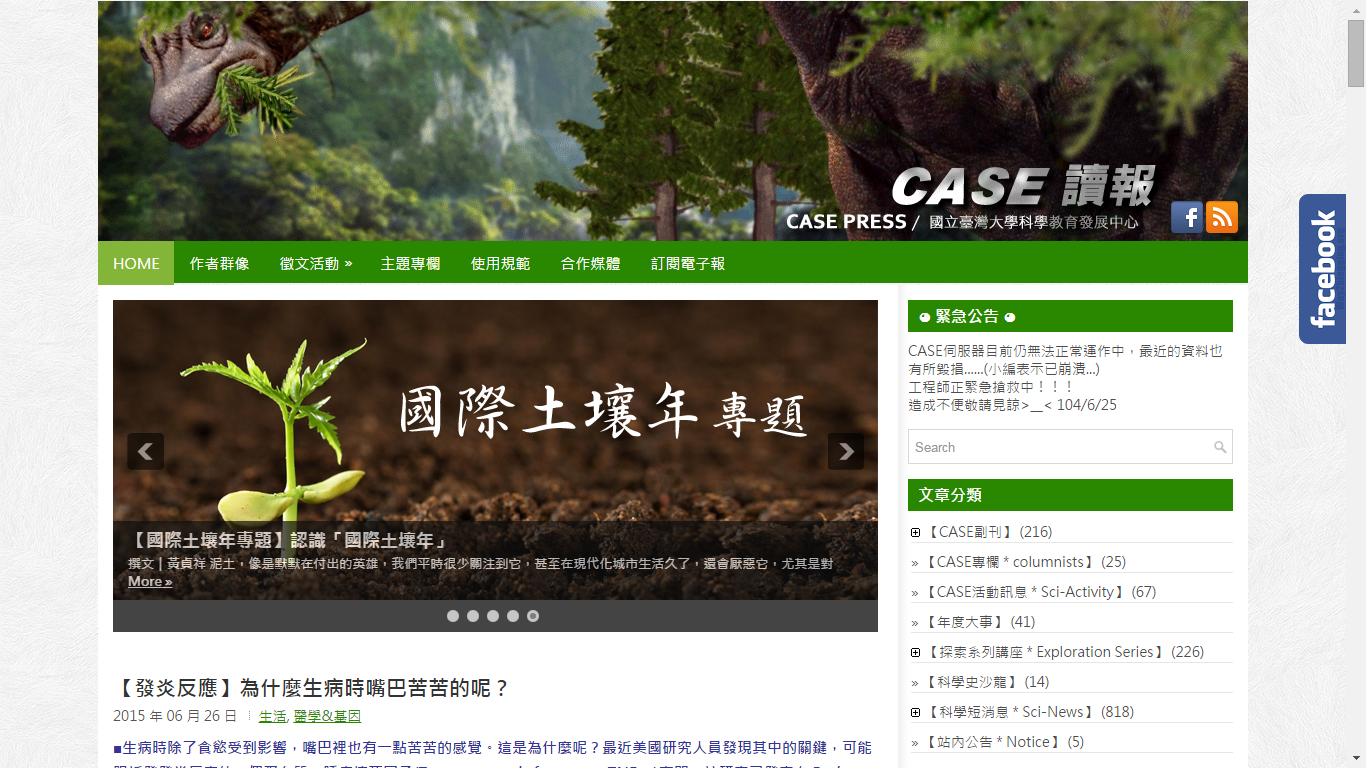 CASE 讀報
CASE PRESS / 國立臺灣大學科學教育發展中心
facebook
HOME 作者群像 徵文活動 » 主題專欄 使用規範 合作媒體 訂閱電子報
國際土壤年 專題
【國際土壤年專題】認識「國際土壤年」
撰文｜黃貞祥 泥土，像是默默在付出的英雄，我們平時很少關注到它，甚至在現代化城市生活久了，還會厭惡它，尤其是對
More »
【發炎反應】為什麼生病時嘴巴苦苦的呢？
2015 年 06 月 26 日 生活, 醫學&基因
■生病時除了食慾受到影響，嘴巴裡也有一點苦苦的感覺。這是為什麼呢？最近美國研究人員發現其中的關鍵，可能
緊急公告
CASE伺服器目前仍無法正常運作中，最近的資料也
有所毀損......(小編表示已崩潰...)
工程師正緊急搶救中！！！
造成不便敬請見諒>__< 104/6/25
Search
文章分類
【CASE副刊】 (216)
» 【CASE專欄 * columnists】 (25)
» 【CASE活動訊息 * Sci-Activity】 (67)
» 【年度大事】 (41)
【探索系列講座 * Exploration Series】 (226)
» 【科學史沙龍】 (14)
【科學短消息 * Sci-News】 (818)
» 【站內公告 * Notice】 (5)